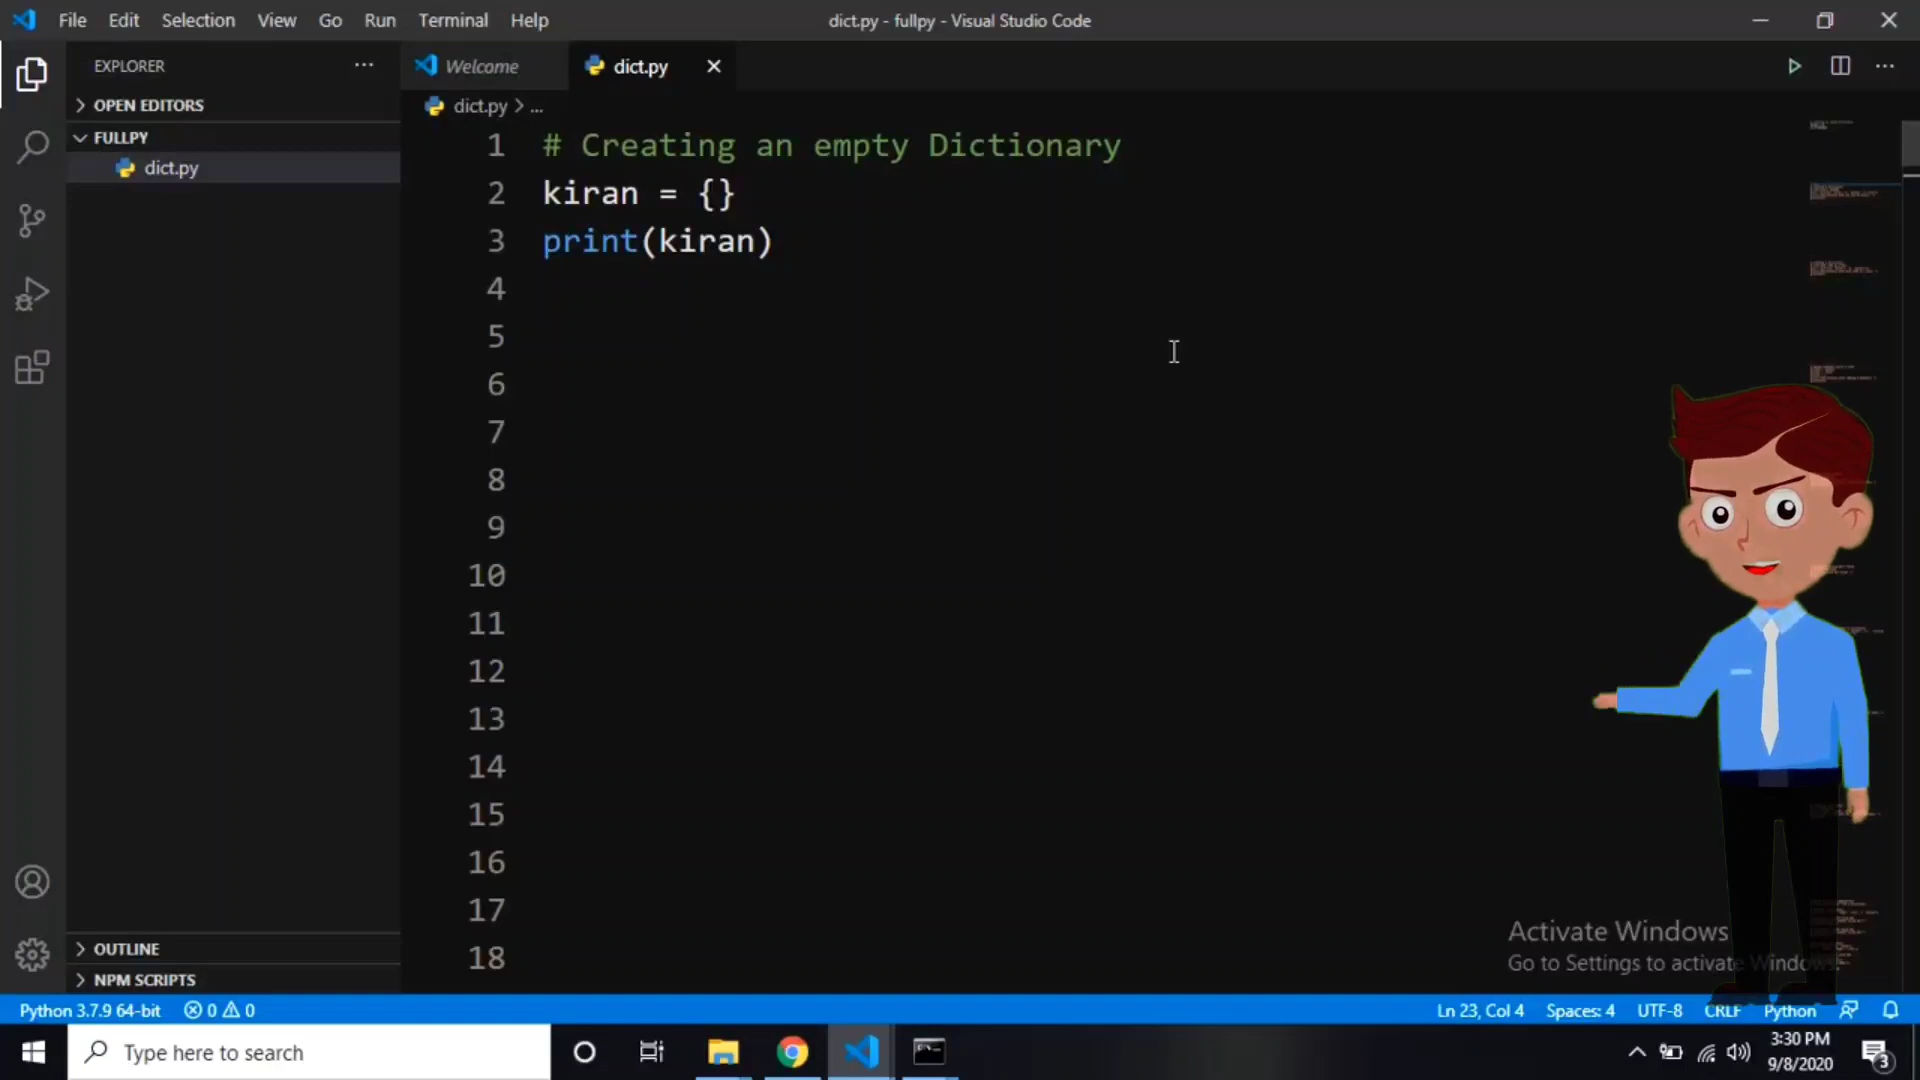 File Edit Selection View Go Run Terminal Help
dict.py - fullpy - Visual Studio Code
EXPLORER
Welcome
dict.py
OPEN EDITORS
FULLPY
dict.py
dict.py > ...
1 # Creating an empty Dictionary
2 kiran = {}
3 print(kiran)
4
5
6
7
8
9
10
11
12
13
14
15
16
17
18
OUTLINE
NPM SCRIPTS
Activate Windows
Go to Settings to activate Windows.
Python 3.7.9 64-bit 0 0
Ln 23, Col 4 Spaces: 4 UTF-8 CRLF Python
Type here to search
3:30 PM
9/8/2020
3